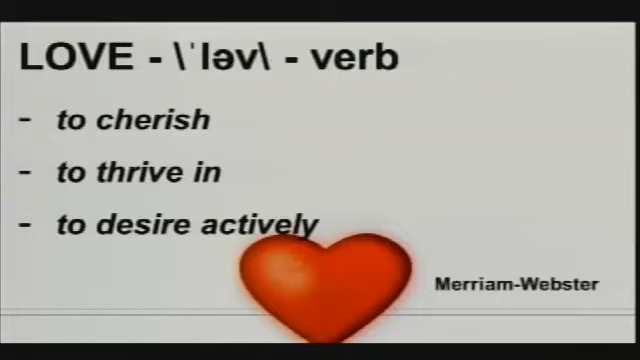 LOVE - \ˈləv\ - verb
- to cherish
- to thrive in
- to desire actively
Merriam-Webster